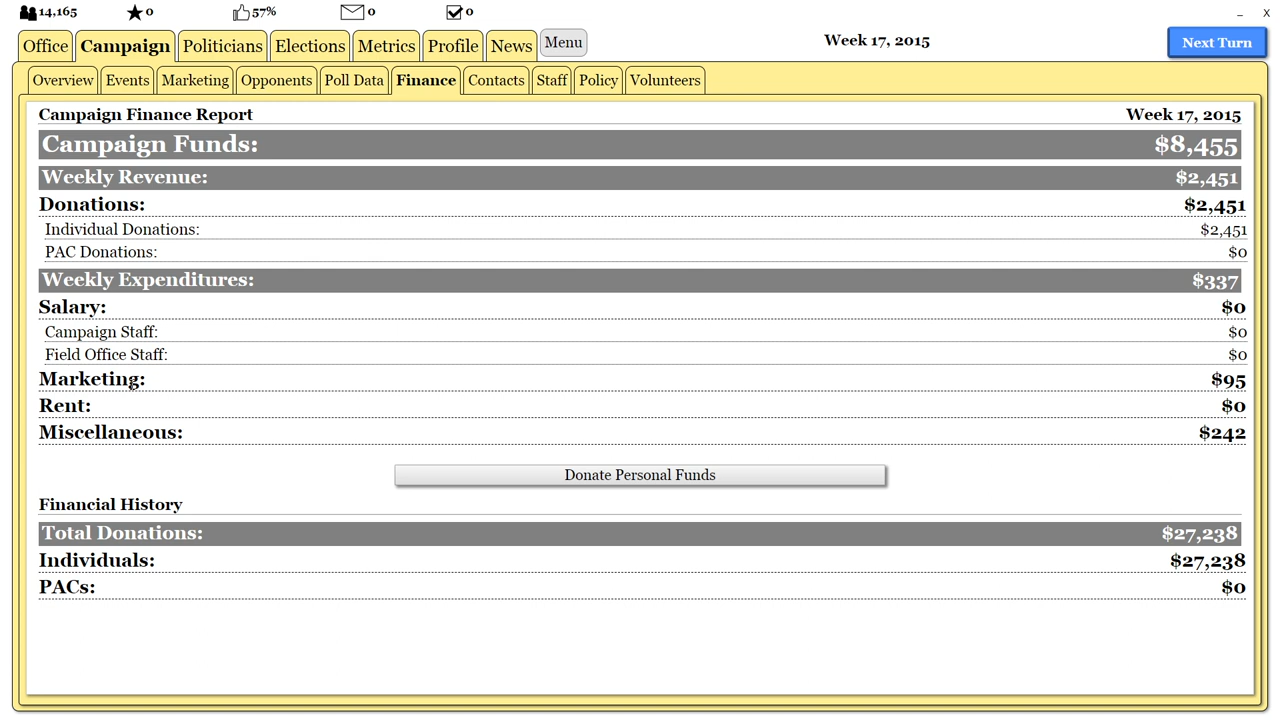 14,165 0 57% 0 0
_ X
Office Campaign Politicians Elections Metrics Profile News Menu Week 17, 2015 Next Turn
Overview Events Marketing Opponents Poll Data Finance Contacts Staff Policy Volunteers
Campaign Finance Report Week 17, 2015
Campaign Funds: $8,455
Weekly Revenue: $2,451
Donations: $2,451
Individual Donations: $2,451
PAC Donations: $0
Weekly Expenditures: $337
Salary: $0
Campaign Staff: $0
Field Office Staff: $0
Marketing: $95
Rent: $0
Miscellaneous: $242
Donate Personal Funds
Financial History
Total Donations: $27,238
Individuals: $27,238
PACs: $0